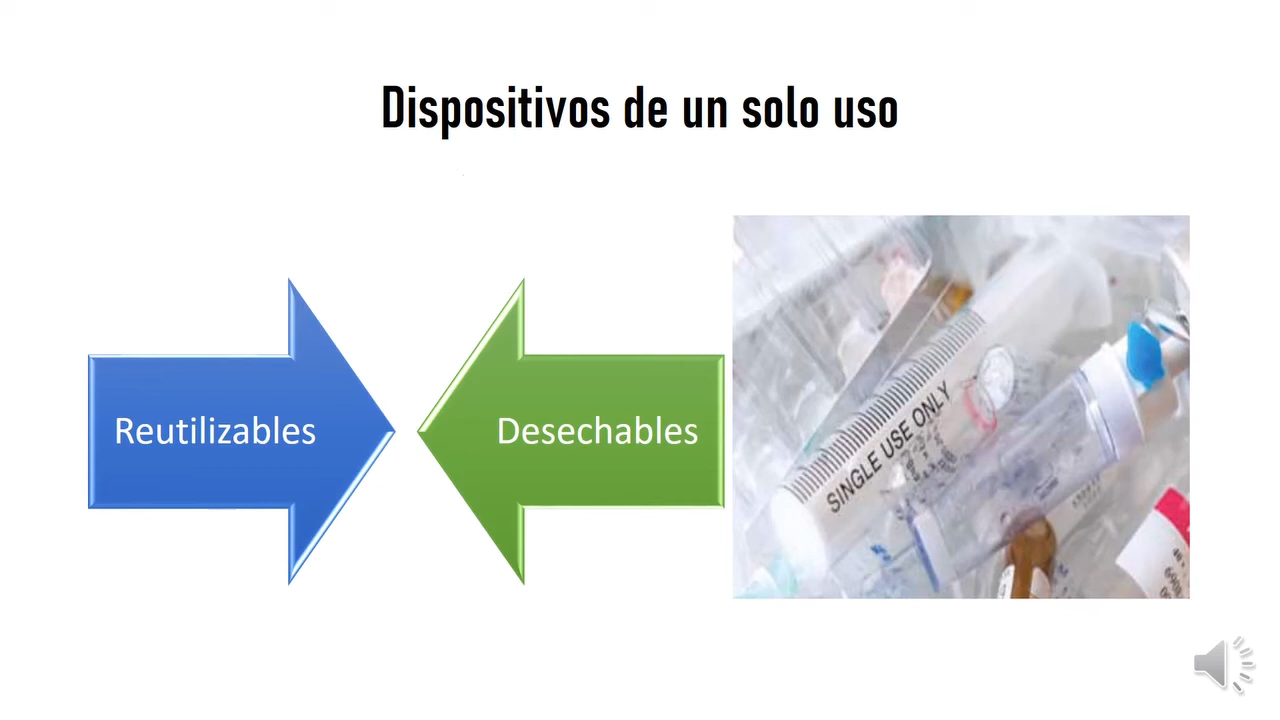 Dispositivos de un solo uso
Reutilizables
Desechables
SINGLE USE ONLY